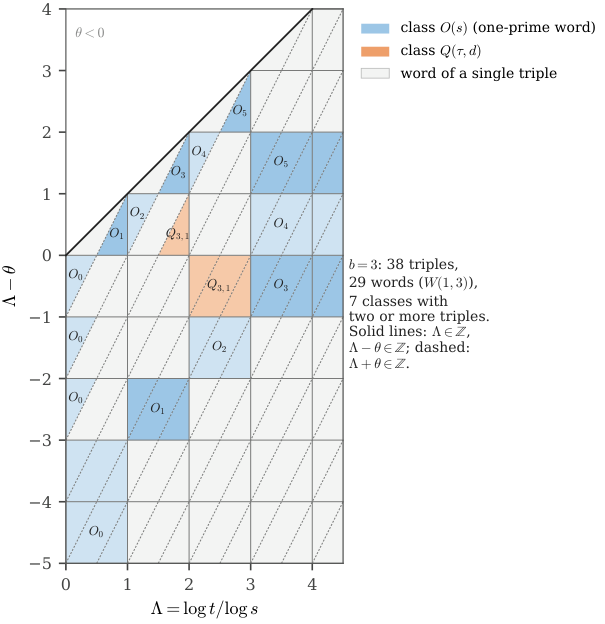 4
3
2
1
0
−1
−2
−3
−4
−5
Λ − θ
θ < 0
O₅
O₄
O₃
O₅
O₂
O₁
Q₃,₁
O₄
O₀
Q₃,₁
O₃
O₀
O₂
O₀
O₁
O₀
0 1 2 3 4
Λ = log t / log s
class O(s) (one-prime word)
class Q(τ, d)
word of a single triple
b = 3: 38 triples,
29 words (W(1, 3)),
7 classes with
two or more triples.
Solid lines: Λ ∈ ℤ,
Λ − θ ∈ ℤ; dashed:
Λ + θ ∈ ℤ.